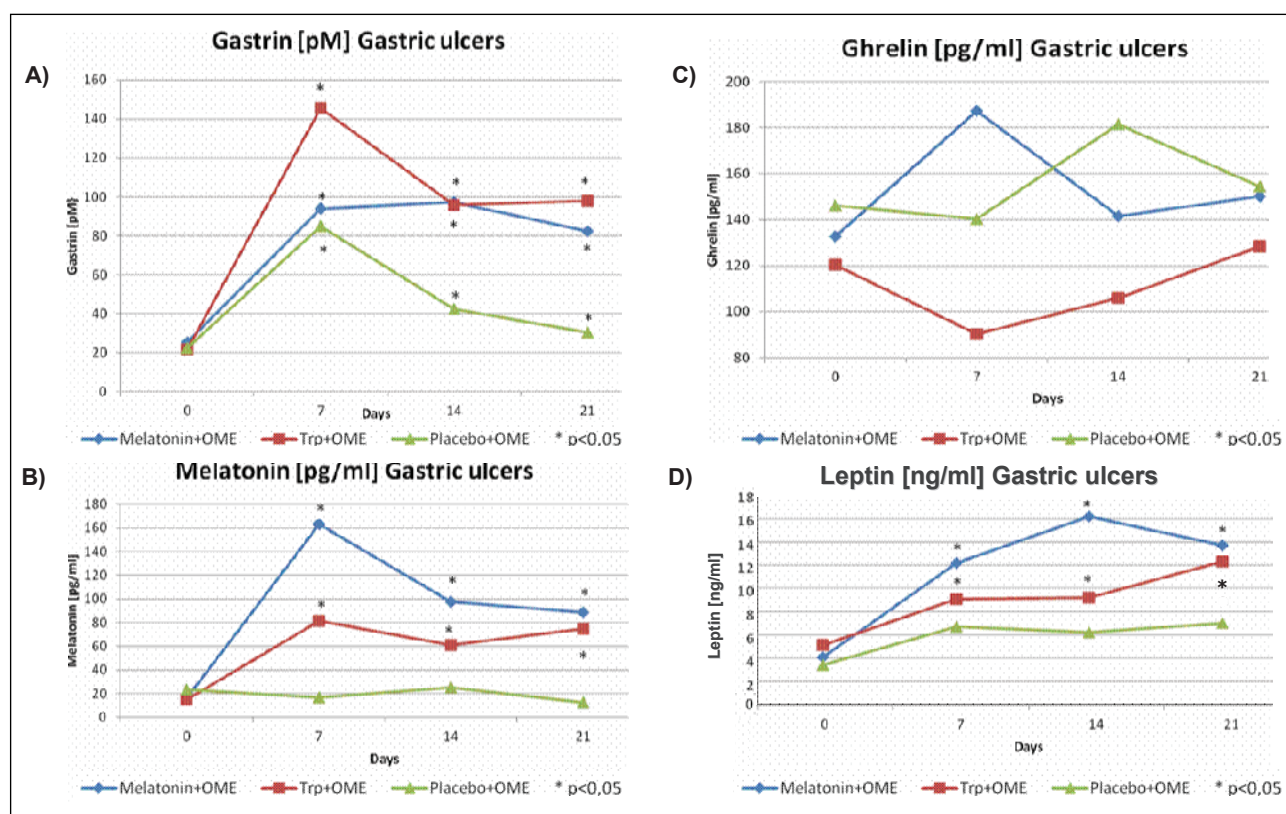 A)
Gastrin [pM] Gastric ulcers
160
140
120
100
80
60
40
20
0
Gastrin [pM]
* * * * * * * * *
0 7 14 21
Days
Melatonin+OME Trp+OME Placebo+OME * p<0.05
C)
Ghrelin [pg/ml] Gastric ulcers
200
180
160
140
120
100
80
Ghrelin [pg/ml]
0 7 14 21
Days
Melatonin+OME Trp+OME Placebo+OME * p<0.05
B)
Melatonin [pg/ml] Gastric ulcers
180
160
140
120
100
80
60
40
20
0
Melatonin [pg/ml]
* * * * * *
0 7 14 21
Days
Melatonin+OME Trp+OME Placebo+OME * p<0,05
D)
Leptin [ng/ml] Gastric ulcers
18
16
14
12
10
8
6
4
2
0
Leptin [ng/ml]
* * * * * *
0 7 14 21
Days
Melatonin+OME Trp+OME Placebo+OME * p<0,05